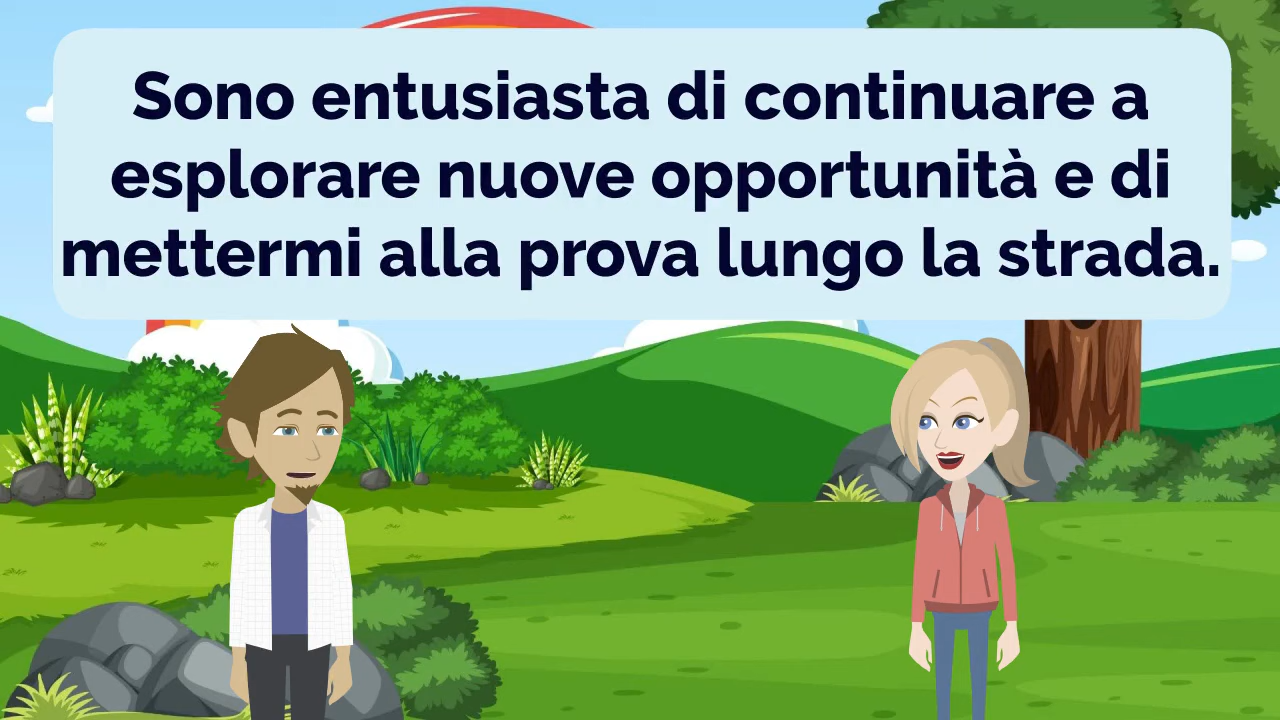 Sono entusiasta di continuare a
esplorare nuove opportunità e di
mettermi alla prova lungo la strada.